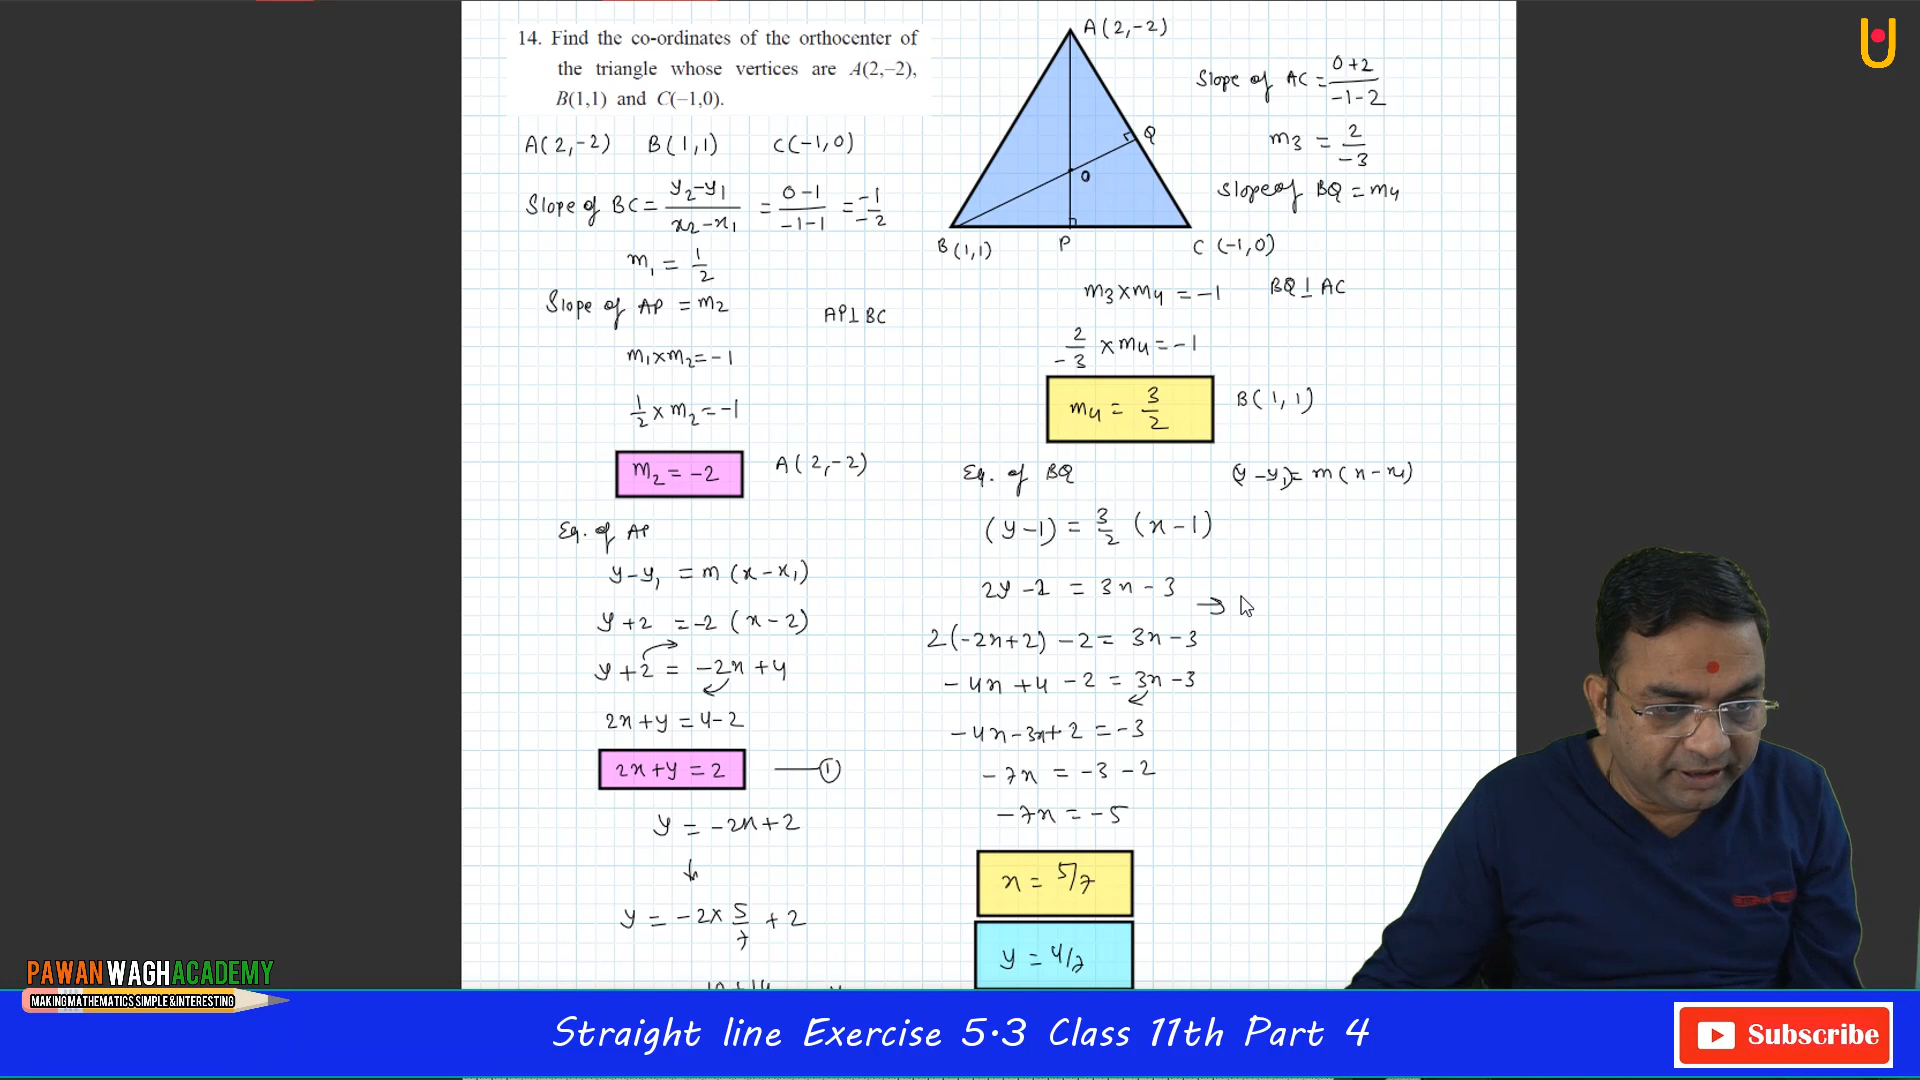 14. Find the co-ordinates of the orthocenter of
the triangle whose vertices are A(2,–2),
B(1,1) and C(–1,0).
A(2,-2) B(1,1) C(-1,0)
Slope of BC = y₂-y₁/x₂-x₁ = 0-1/-1-1 = -1/-2
m₁ = 1/2
Slope of AP = m₂
AP⊥BC
m₁×m₂ = -1
1/2 × m₂ = -1
m₂ = -2
A(2,-2)
Eq. of AP
y-y₁ = m(x-x₁)
y+2 = -2(x-2)
y+2 = -2x+4
2x+y = 4-2
2x+y = 2 —①
y = -2x+2
↓
y = -2× 5/7 +2
A(2,-2)
Q
O
B(1,1)
P
C (-1,0)
Slope of AC = 0+2/-1-2
m₃ = 2/-3
Slope of BQ = m₄
m₃×m₄ = -1
BQ⊥AC
2/-3 ×m₄ = -1
m₄ = 3/2
B(1,1)
Eq. of BQ
(y-y₁) = m(x-x₁)
(y-1) = 3/2 (x-1)
2y-2 = 3x-3 →
2(-2x+2)-2 = 3x-3
-4x+4-2 = 3x-3
-4x-3x+2 = -3
-7x = -3-2
-7x = -5
x = 5/7
y = 4/7
PAWAN WAGH ACADEMY
MAKING MATHEMATICS SIMPLE & INTERESTING
Straight line Exercise 5.3 Class 11th Part 4
Subscribe